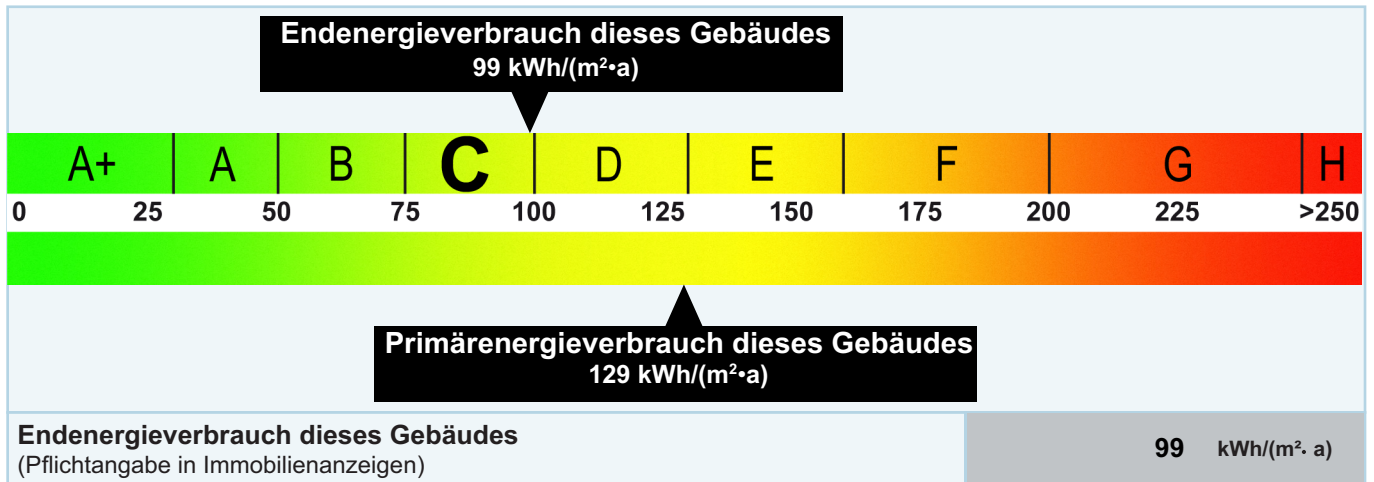 Endenergieverbrauch dieses Gebäudes
99 kWh/(m²•a)
A+ A B C D E F G H
0 25 50 75 100 125 150 175 200 225 >250
Primärenergieverbrauch dieses Gebäudes
129 kWh/(m²•a)
Endenergieverbrauch dieses Gebäudes
(Pflichtangabe in Immobilienanzeigen)
99 kWh/(m²· a)